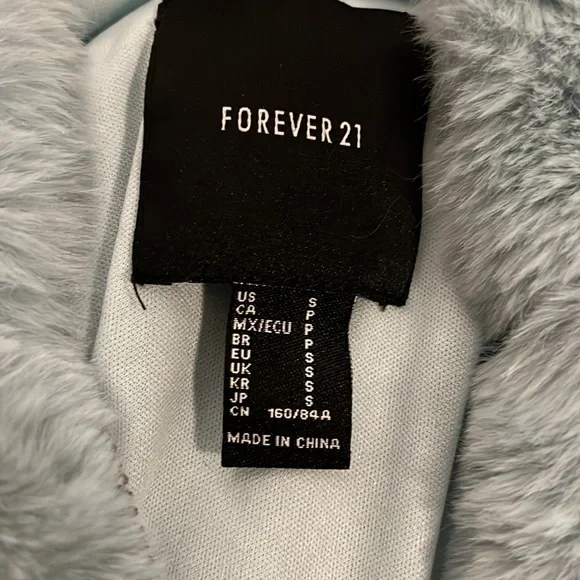 FOREVER 21
US S
CA P
MX/ECU P
BR P
EU S
UK S
KR S
JP S
CN 160/84A
MADE IN CHINA